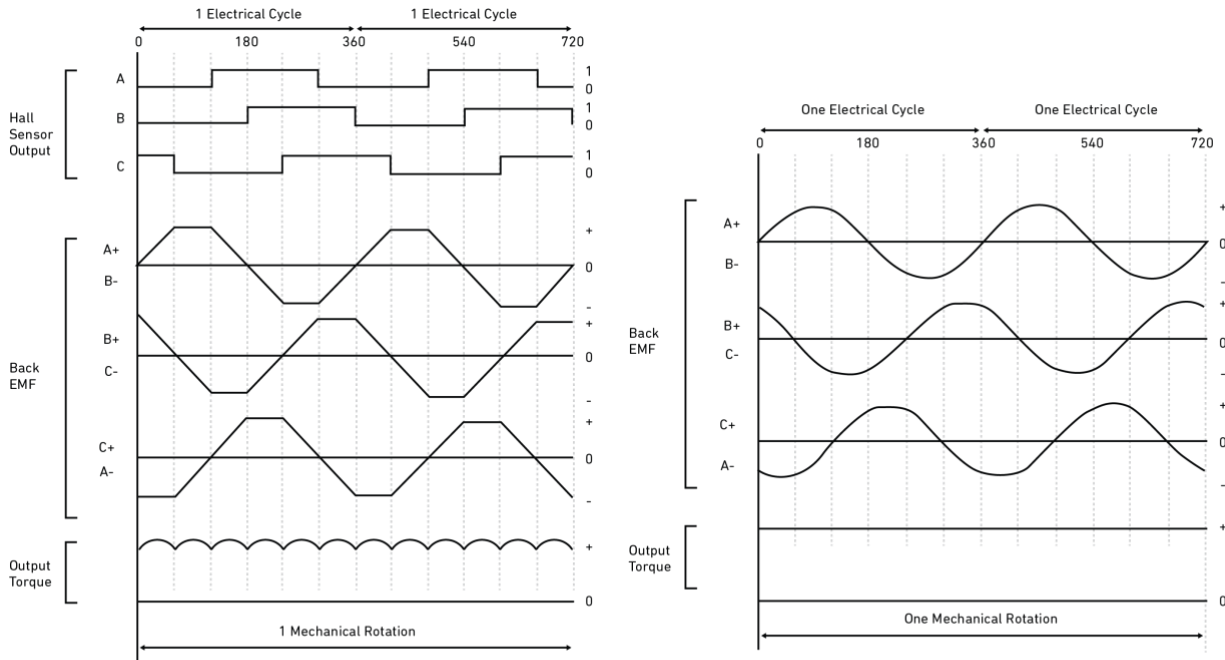 1 Electrical Cycle 1 Electrical Cycle
0 180 360 540 720
Hall
Sensor
Output
A 1
0
B 1
0
C 1
0
Back
EMF
A+ +
0
B-
-
B+ +
0
C-
-
C+ +
0
A-
-
Output
Torque
+
0
1 Mechanical Rotation
One Electrical Cycle One Electrical Cycle
0 180 360 540 720
Back
EMF
A+ +
0
B-
-
B+ +
0
C-
-
C+ +
0
A-
-
Output
Torque
+
0
One Mechanical Rotation